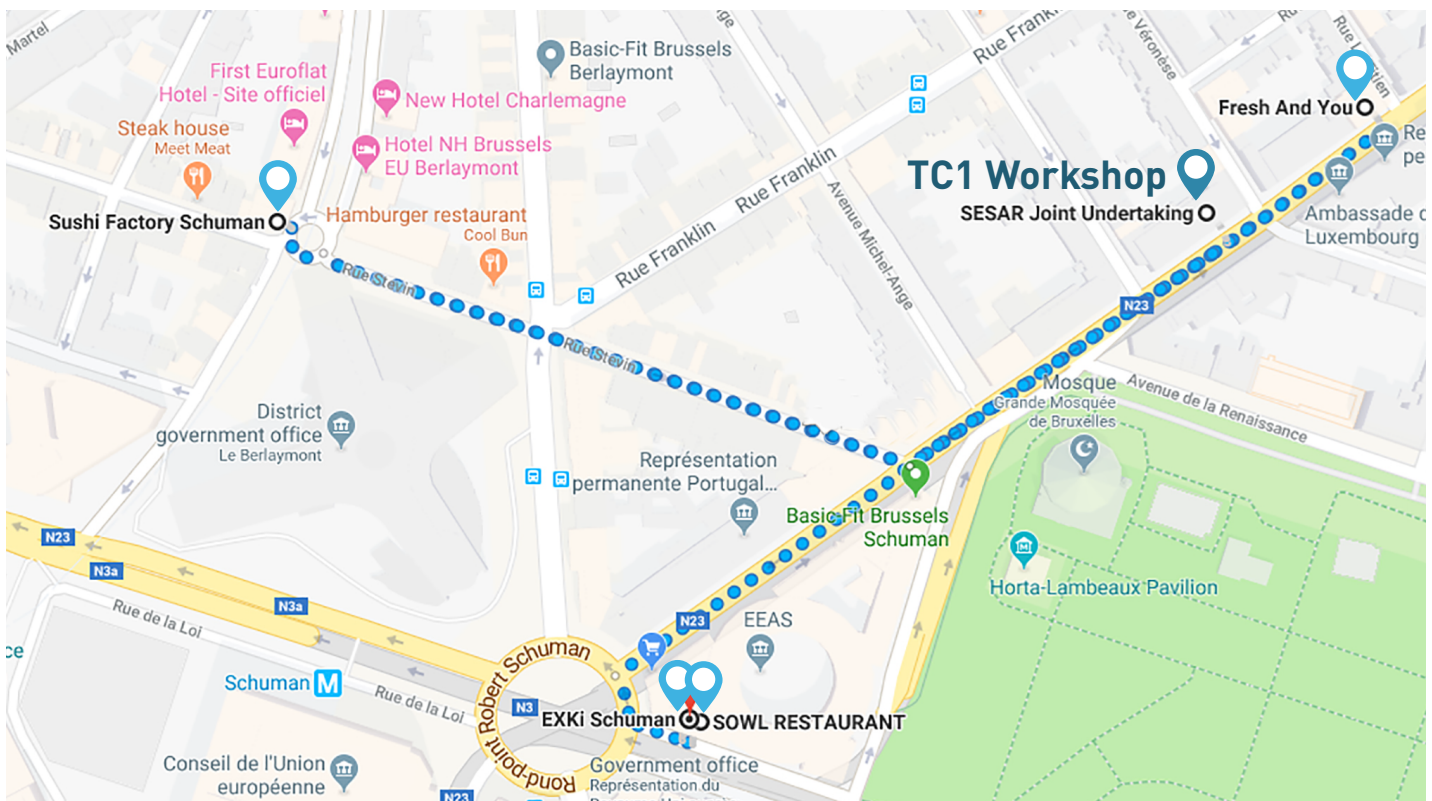 Martel
First Euroflat
Hotel - Site officiel
Steak house
Meet Meat
New Hotel Charlemagne
Hotel NH Brussels
EU Berlaymont
Basic-Fit Brussels
Berlaymont
Rue Franklin
Rue Franklin
Rue Franklin
Fresh And You
TC1 Workshop
SESAR Joint Undertaking
Ambassade d
Luxembourg
Sushi Factory Schuman
Hamburger restaurant
Cool Bun
Rue Stevin
Rue Stevin
Avenue Michel-Ange
N23
Mosque
Grande Mosquée
de Bruxelles
Avenue de la Renaissance
District
government office
Le Berlaymont
Représentation
permanente Portugal...
Basic-Fit Brussels
Schuman
Horta-Lambeaux Pavilion
N23
N3a
N3a
Rue de la Loi
N23
EEAS
Schuman M
Rue de la Loi
Rond-point Robert Schuman
N3
EXKi Schuman
SOWL RESTAURANT
Conseil de l'Union
européenne
Government office
Représentation du
N23